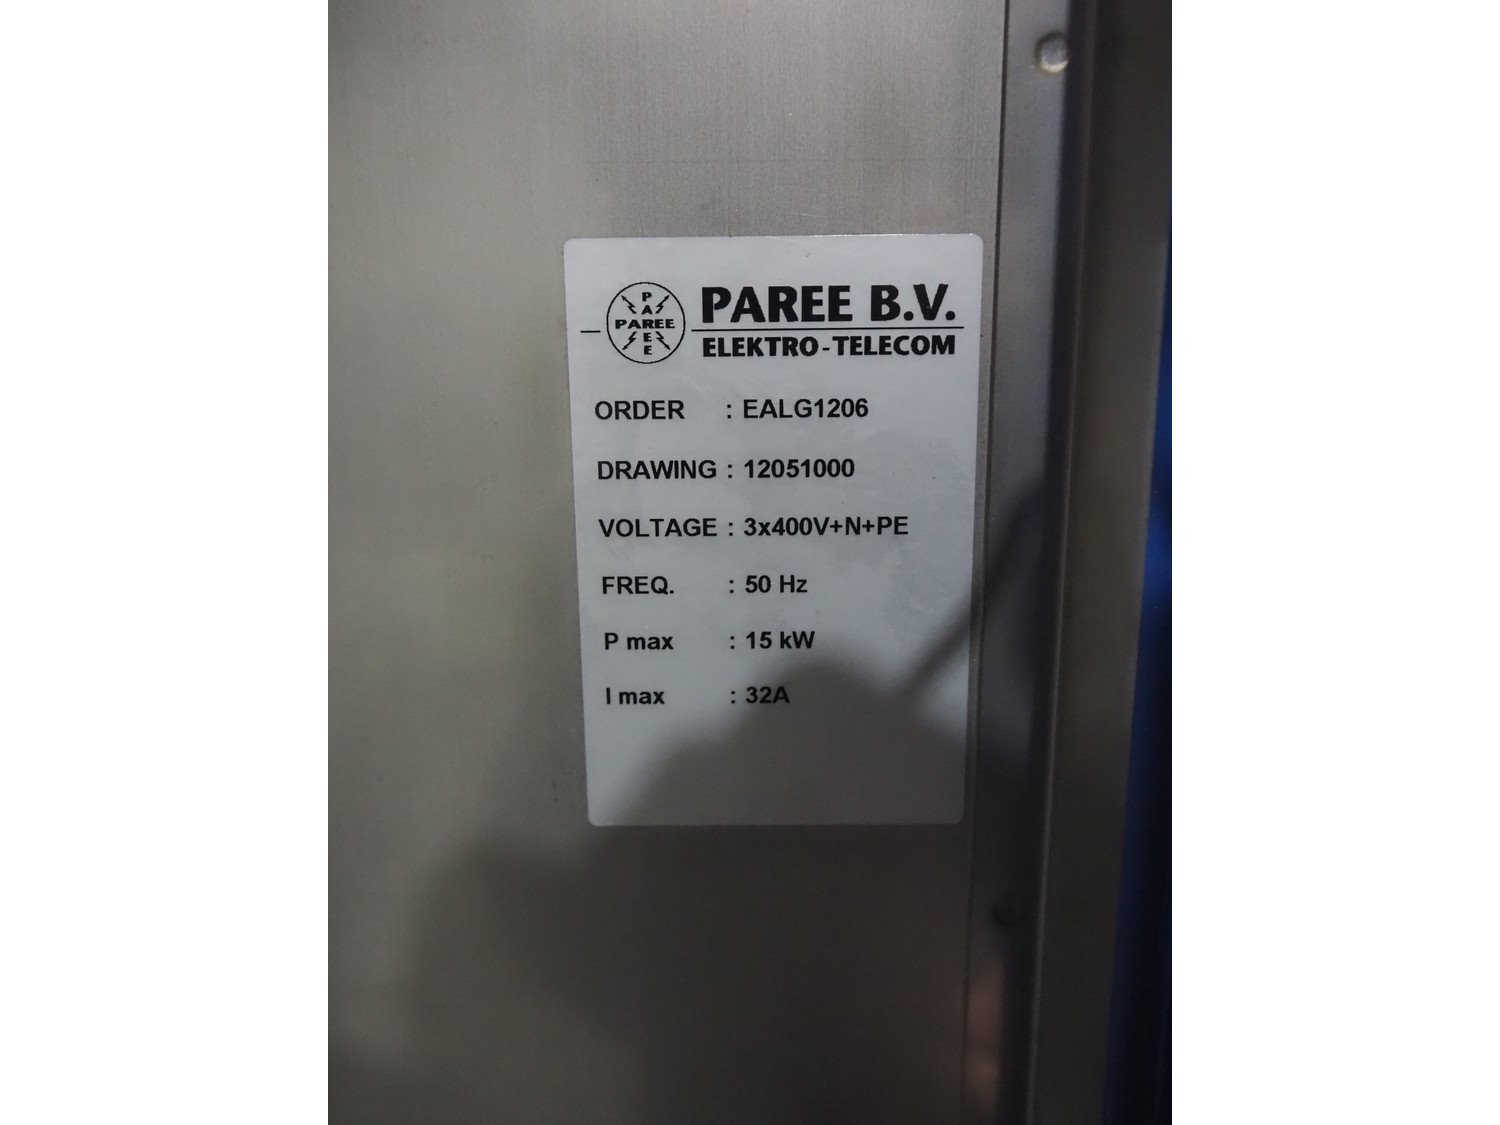 PAREE
PAREE
PAREE B.V.
ELEKTRO-TELECOM
ORDER : EALG1206
DRAWING : 12051000
VOLTAGE : 3x400V+N+PE
FREQ. : 50 Hz
P max : 15 kW
I max : 32A